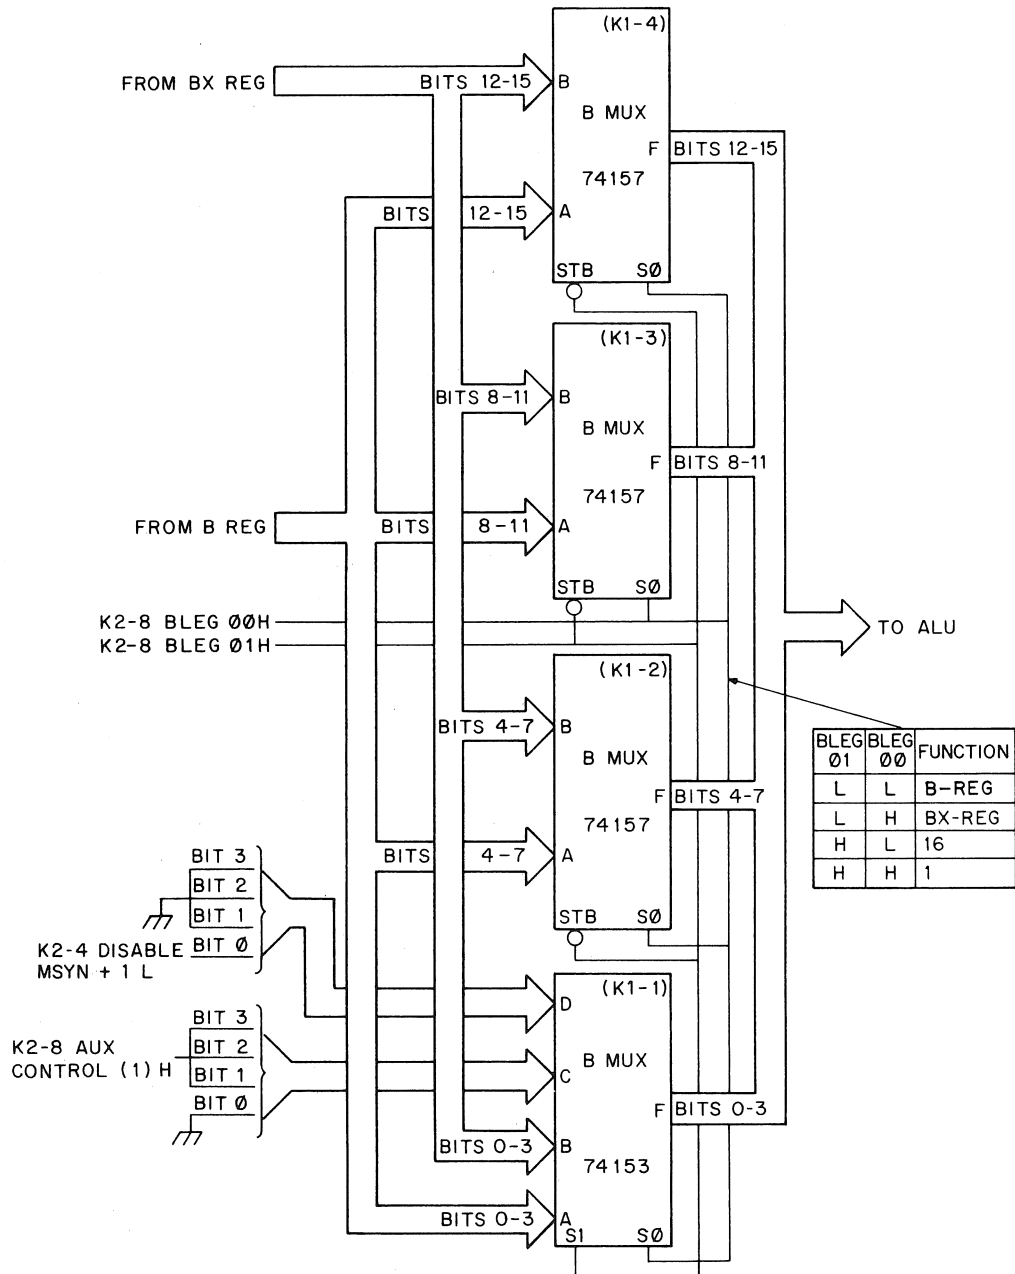 (K1-4)
FROM BX REG
BITS 12-15
B
B MUX
F
BITS 12-15
74157
BITS 12-15
A
STB
SØ
(K1-3)
BITS 8-11
B
B MUX
F
BITS 8-11
74157
FROM B REG
BITS 8-11
A
STB
SØ
K2-8 BLEG ØØH
K2-8 BLEG Ø1H
TO ALU
(K1-2)
BITS 4-7
B
B MUX
F
BITS 4-7
74157
BITS 4-7
A
STB
SØ
BLEG Ø1 BLEG ØØ FUNCTION
L L B-REG
L H BX-REG
H L 16
H H 1
BIT 3
BIT 2
BIT 1
BIT Ø
K2-4 DISABLE
MSYN + 1 L
(K1-1)
D
BIT 3
BIT 2
BIT 1
BIT Ø
K2-8 AUX
CONTROL (1) H
C
B MUX
F
BITS 0-3
BITS 0-3
B
74153
BITS 0-3
A
S1
SØ